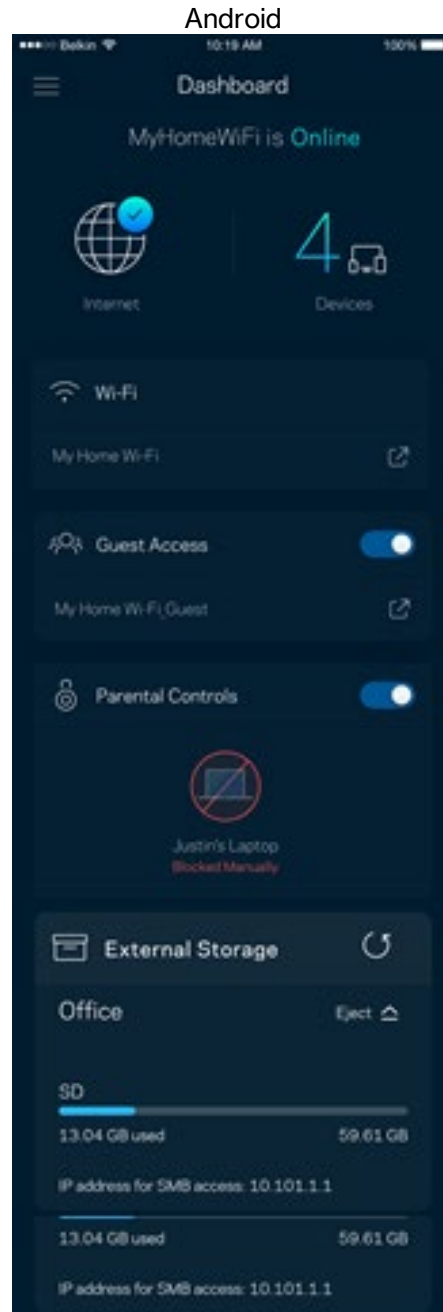 Android
Belkin 10:19 AM 100%
Dashboard
MyHomeWiFi is Online
4
Internet Devices
Wi-Fi
My Home Wi-Fi
Guest Access
My Home Wi-Fi_Guest
Parental Controls
Justin's Laptop
Blocked Manually
External Storage
Office Eject
SD
13.04 GB used 59.61 GB
IP address for SMB access: 10.101.1.1
13.04 GB used 59.61 GB
IP address for SMB access: 10.101.1.1